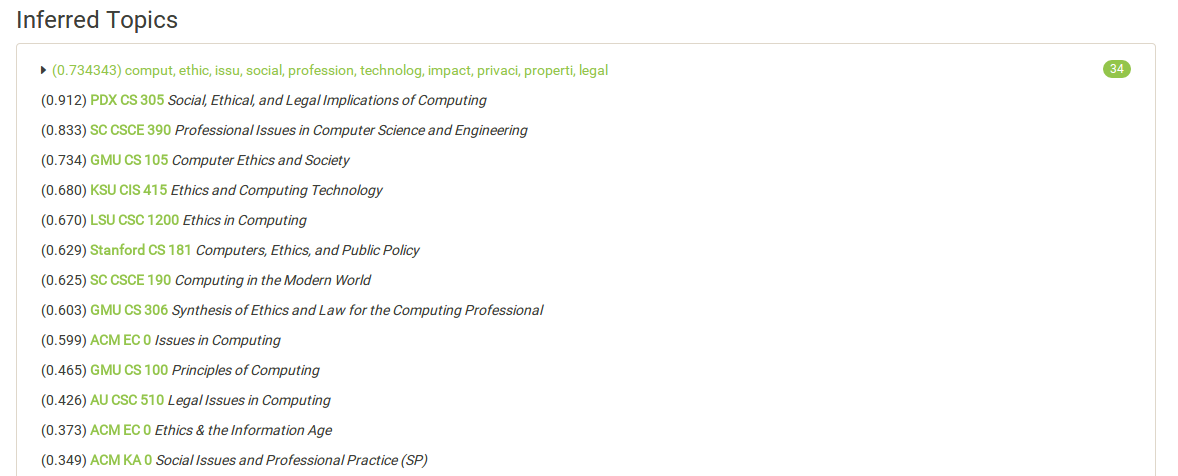 Inferred Topics
(0.734343) comput, ethic, issu, social, profession, technolog, impact, privaci, properti, legal 34
(0.912) PDX CS 305 Social, Ethical, and Legal Implications of Computing
(0.833) SC CSCE 390 Professional Issues in Computer Science and Engineering
(0.734) GMU CS 105 Computer Ethics and Society
(0.680) KSU CIS 415 Ethics and Computing Technology
(0.670) LSU CSC 1200 Ethics in Computing
(0.629) Stanford CS 181 Computers, Ethics, and Public Policy
(0.625) SC CSCE 190 Computing in the Modern World
(0.603) GMU CS 306 Synthesis of Ethics and Law for the Computing Professional
(0.599) ACM EC 0 Issues in Computing
(0.465) GMU CS 100 Principles of Computing
(0.426) AU CSC 510 Legal Issues in Computing
(0.373) ACM EC 0 Ethics & the Information Age
(0.349) ACM KA 0 Social Issues and Professional Practice (SP)